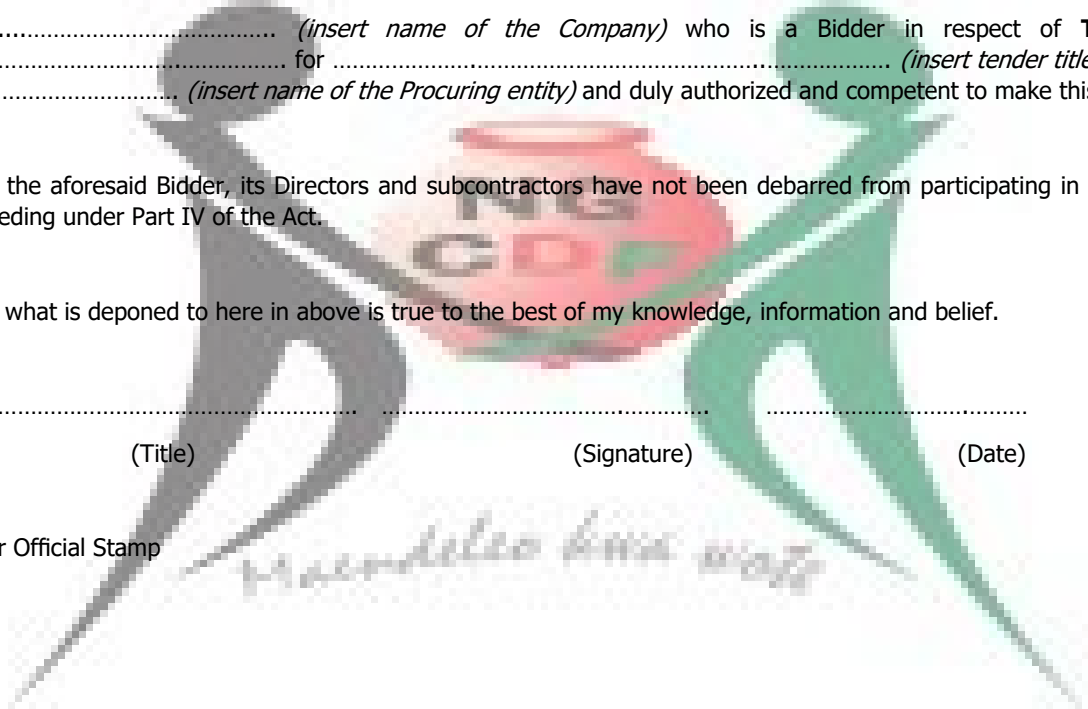 .... (insert name of the Company) who is a Bidder in respect of T
.... for .... (insert tender title
.... (insert name of the Procuring entity) and duly authorized and competent to make this
the aforesaid Bidder, its Directors and subcontractors have not been debarred from participating in
eding under Part IV of the Act.
NG
CDF
what is deponed to here in above is true to the best of my knowledge, information and belief.
.... .... ....
(Title) (Signature) (Date)
r Official Stamp
Maendeleo kwa wote